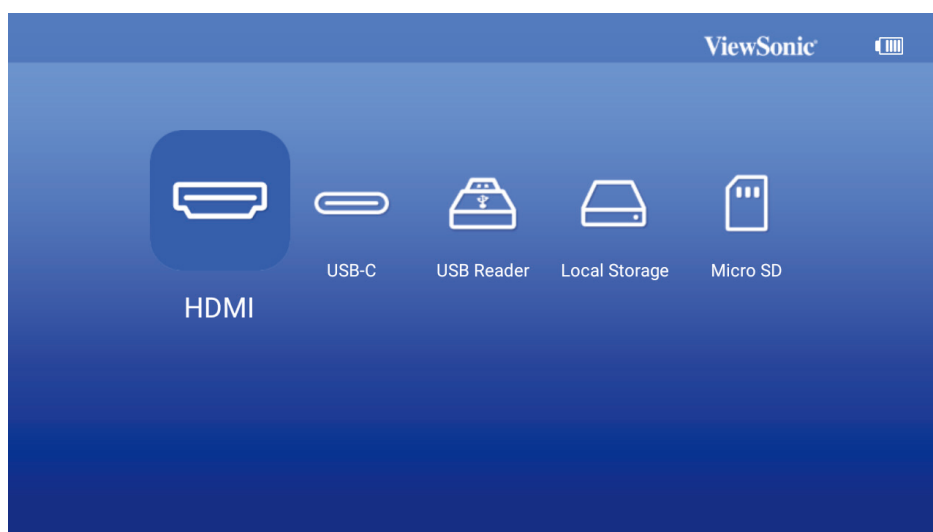 ViewSonic
USB-C
USB Reader
Local Storage
Micro SD
HDMI